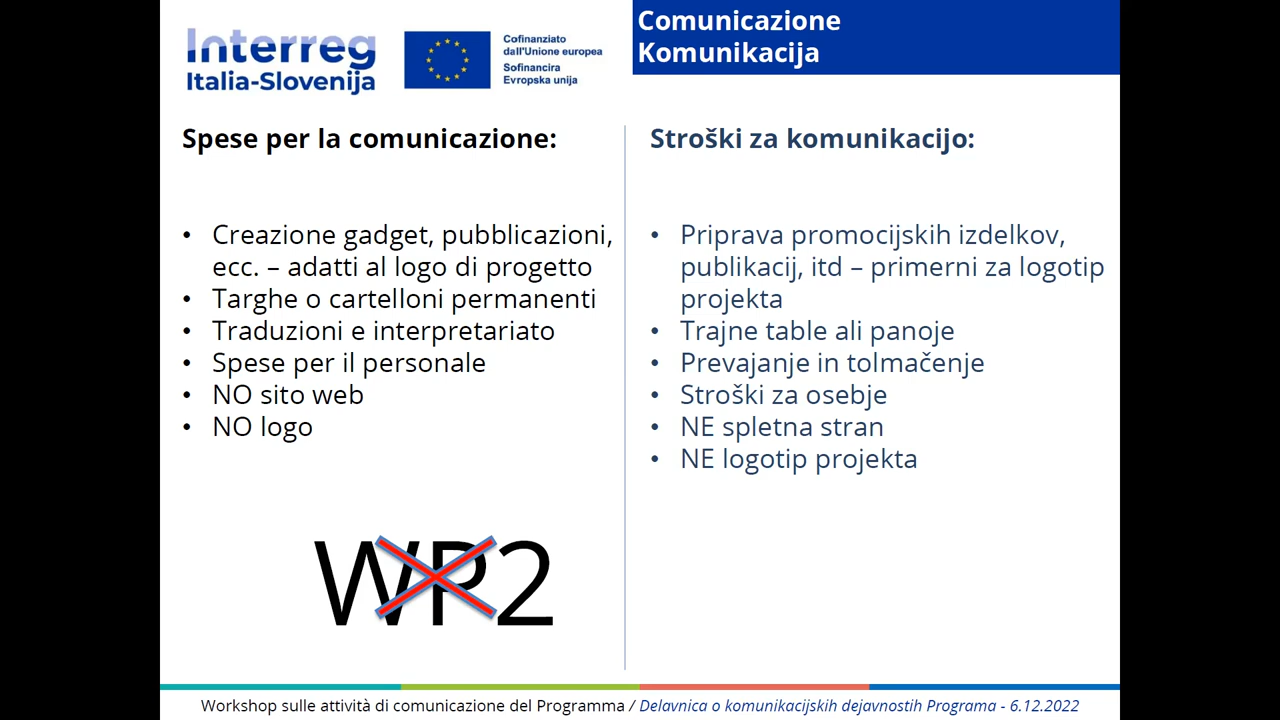 Interreg
Italia-Slovenija
Cofinanziato
dall'Unione europea
Sofinancira
Evropska unija
Comunicazione
Komunikacija
Spese per la comunicazione:
• Creazione gadget, pubblicazioni,
ecc. – adatti al logo di progetto
• Targhe o cartelloni permanenti
• Traduzioni e interpretariato
• Spese per il personale
• NO sito web
• NO logo
WP2
Stroški za komunikacijo:
• Priprava promocijskih izdelkov,
publikacij, itd – primerni za logotip
projekta
• Trajne table ali panoje
• Prevajanje in tolmačenje
• Stroški za osebje
• NE spletna stran
• NE logotip projekta
Workshop sulle attività di comunicazione del Programma / Delavnica o komunikacijskih dejavnostih Programa - 6.12.2022